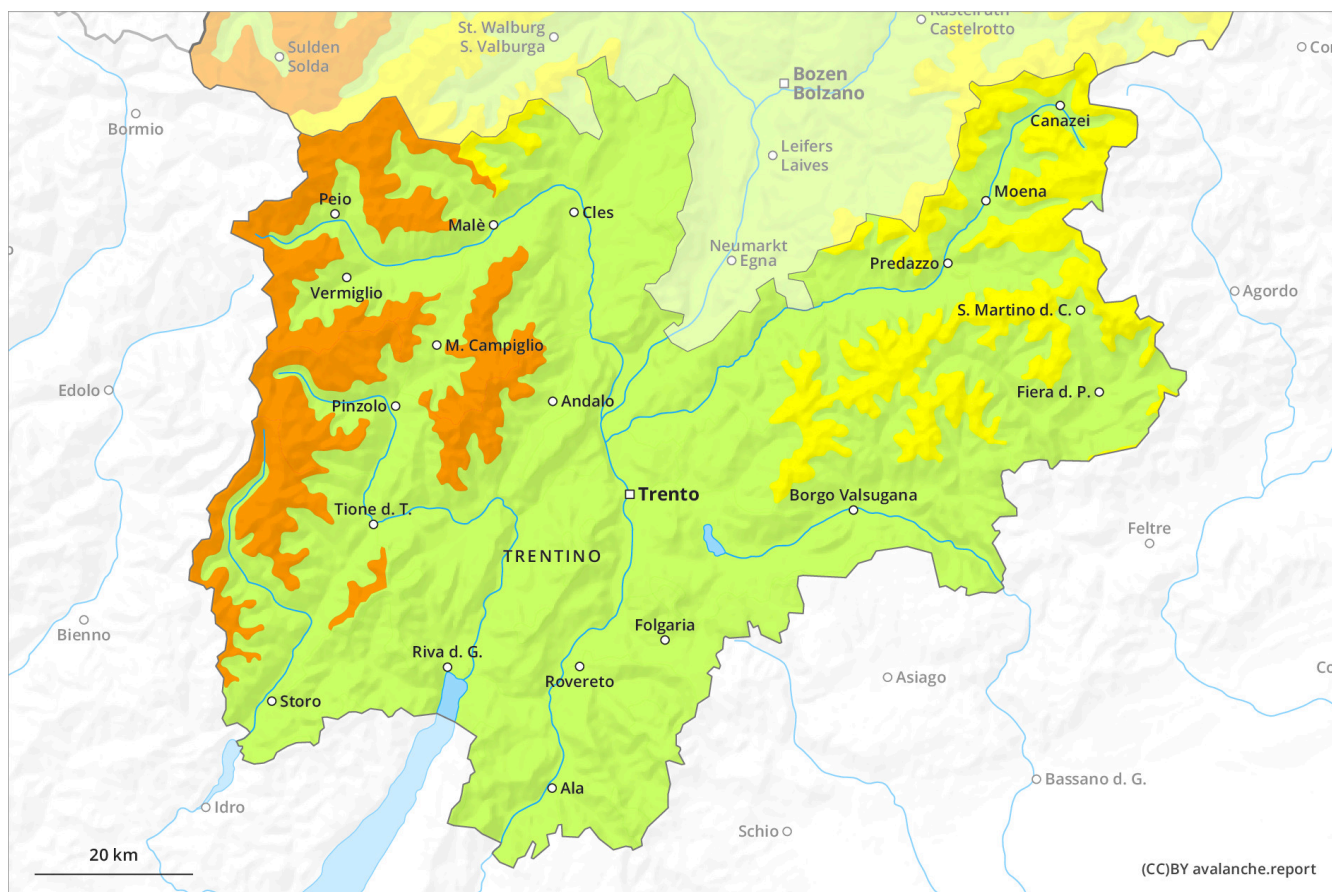 St. Walburg
S. Valburga
Kastelruth
Castelrotto
Sulden
Solda
Bozen
Bolzano
Bormio
Canazei
Leifers
Laives
Peio
Moena
Malè
Cles
Neumarkt
Egna
Predazzo
Vermiglio
Agordo
S. Martino d. C.
M. Campiglio
Edolo
Fiera d. P.
Andalo
Pinzolo
Trento
Borgo Valsugana
Tione d. T.
Feltre
TRENTINO
Bienno
Folgaria
Riva d. G.
Asiago
Rovereto
Storo
Bassano d. G.
Ala
Idro
Schio
20 km
(CC)BY avalanche.report